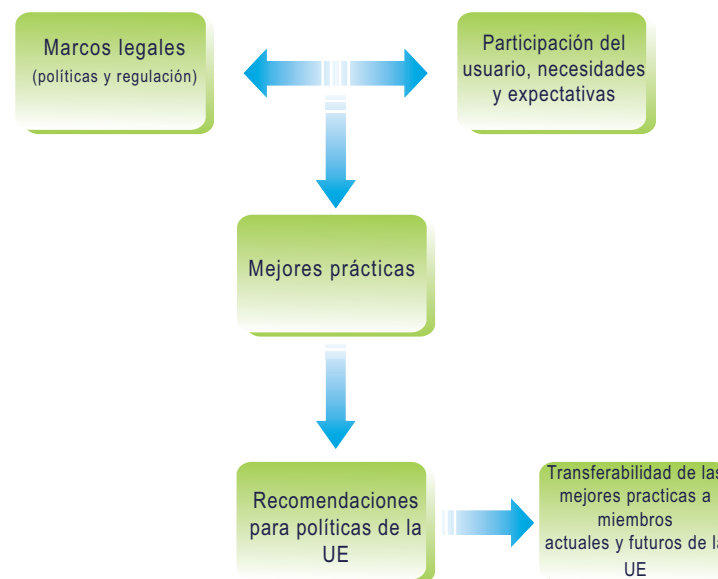 Marcos legales
(políticas y regulación)
Participación del
usuario, necesidades
y expectativas
Mejores prácticas
Recomendaciones
para políticas de la
UE
Transferabilidad de las
mejores practicas a
miembros
actuales y futuros de la
UE